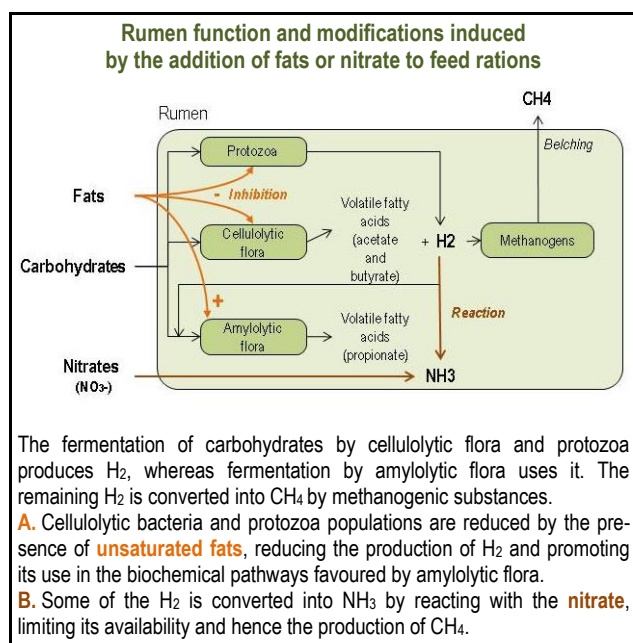 Rumen function and modifications induced
by the addition of fats or nitrate to feed rations
CH4
Rumen
Belching
Protozoa
Fats
- Inhibition
Volatile fatty
acids
(acetate
and
butyrate)
Cellulolytic
flora
+ H2
Methanogens
Carbohydrates
+
Reaction
Amylolytic
flora
Volatile fatty
acids
(propionate)
Nitrates
(NO3-)
NH3
The fermentation of carbohydrates by cellulolytic flora and protozoa
produces H2, whereas fermentation by amylolytic flora uses it. The
remaining H2 is converted into CH4 by methanogenic substances.
A. Cellulolytic bacteria and protozoa populations are reduced by the pre-
sence of unsaturated fats, reducing the production of H2 and promoting
its use in the biochemical pathways favoured by amylolytic flora.
B. Some of the H2 is converted into NH3 by reacting with the nitrate,
limiting its availability and hence the production of CH4.